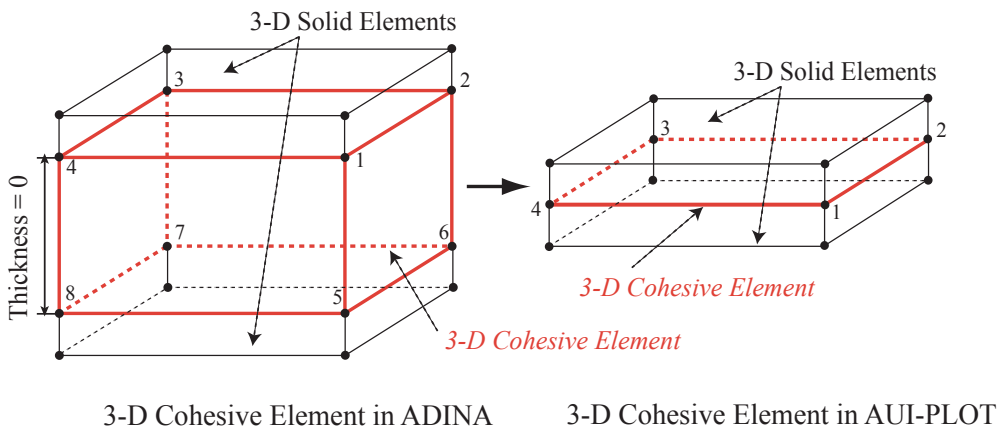 3-D Solid Elements
3
2
4
1
Thickness = 0
7
6
8
5
3-D Cohesive Element
3-D Solid Elements
3
2
4
1
3-D Cohesive Element
3-D Cohesive Element in ADINA
3-D Cohesive Element in AUI-PLOT